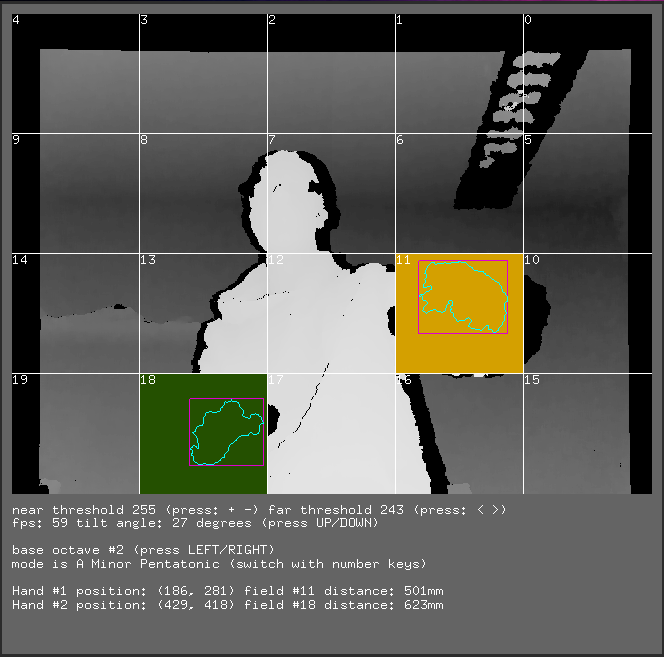 4 3 2 1 0
9 8 7 6 5
14 13 12 11 10
19 18 17 16 15
near threshold 255 (press: + -) far threshold 243 (press: < >)
fps: 59 tilt angle: 27 degrees (press UP/DOWN)
base octave #2 (press LEFT/RIGHT)
mode is A Minor Pentatonic (switch with number keys)
Hand #1 position: (186, 281) field #11 distance: 501mm
Hand #2 position: (429, 418) field #18 distance: 623mm